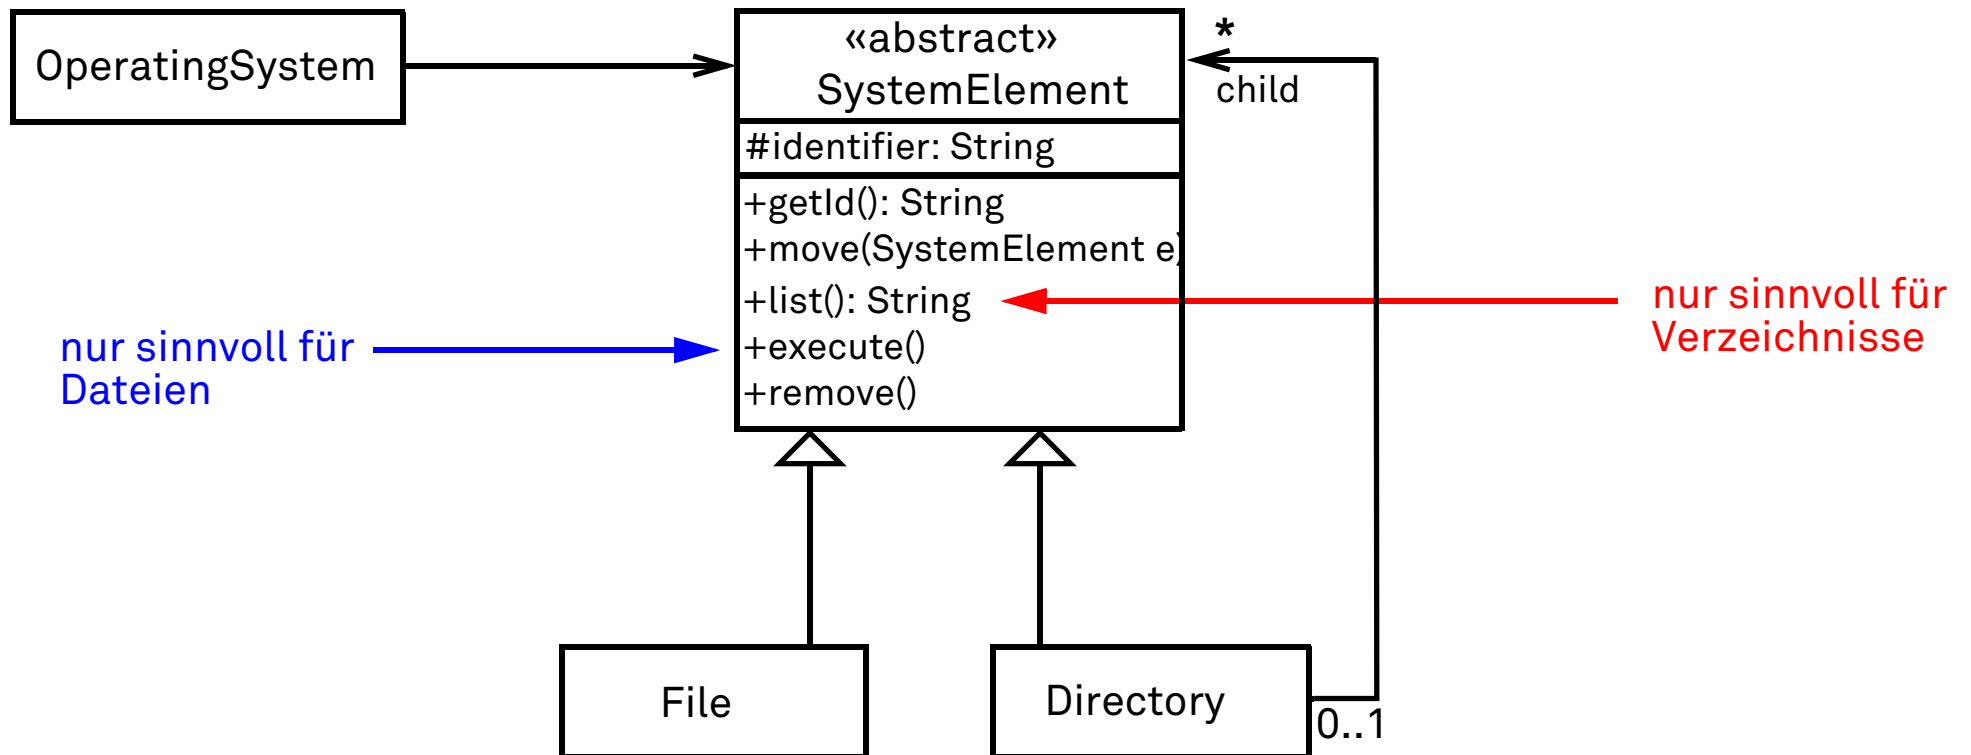 OperatingSystem
«abstract»
SystemElement
*
child
#identifier: String
+getId(): String
+move(SystemElement e)
+list(): String
+execute()
+remove()
nur sinnvoll für
Dateien
nur sinnvoll für
Verzeichnisse
File
Directory
0..1